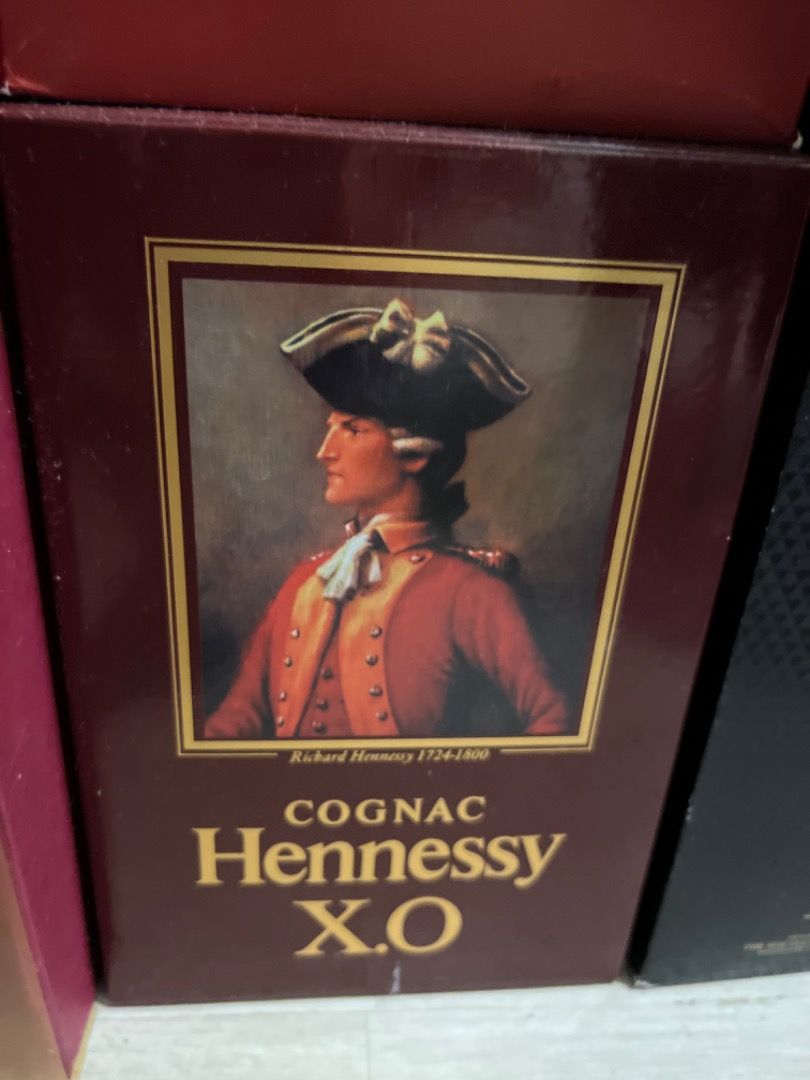 Richard Hennessy 1724-1800
COGNAC
Hennessy
X.O